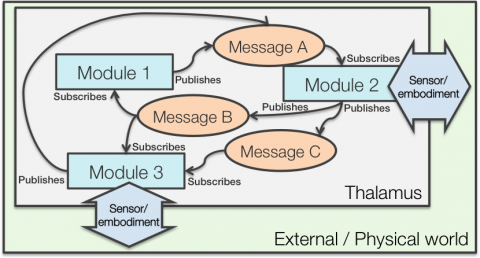 Message A
Subscribes
Module 1
Publishes
Module 2
Sensor/
embodiment
Subscribes
Publishes
Publishes
Message B
Subscribes
Message C
Module 3
Publishes
Subscribes
Thalamus
Sensor/
embodiment
External / Physical world